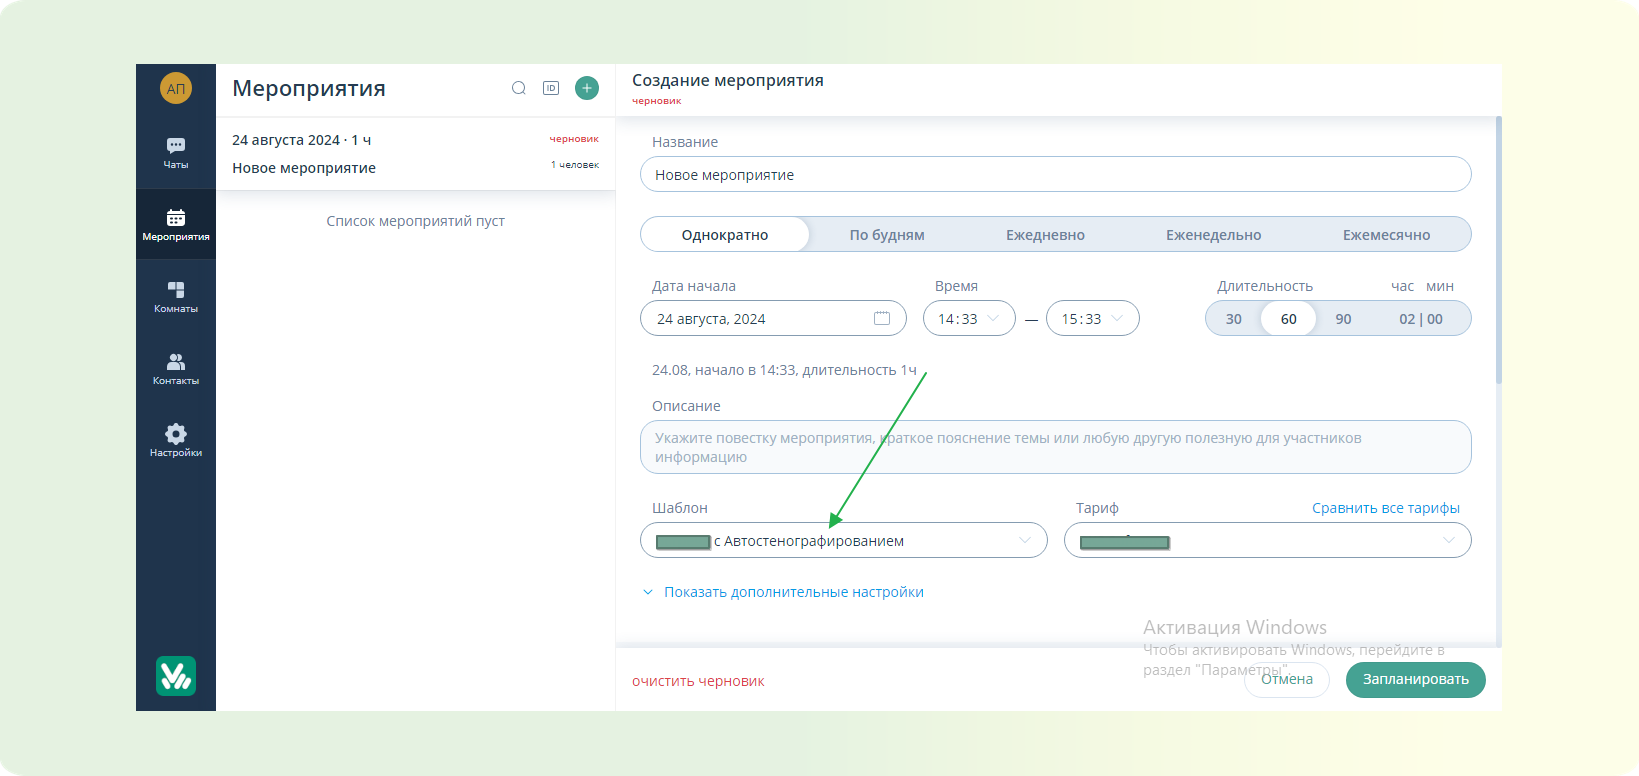 АП
Чаты
Мероприятия
Комнаты
Контакты
Настройки
Мероприятия
ID
24 августа 2024 · 1 ч
черновик
Новое мероприятие
1 человек
Список мероприятий пуст
Создание мероприятия
черновик
Название
Новое мероприятие
Однократно По будням Ежедневно Еженедельно Ежемесячно
Дата начала Время Длительность час мин
24 августа, 2024 14:33 — 15:33 30 60 90 02 | 00
24.08, начало в 14:33, длительность 1ч
Описание
Укажите повестку мероприятия, краткое пояснение темы или любую другую полезную для участников
информацию
Шаблон Тариф Сравнить все тарифы
с Автостенографированием
Показать дополнительные настройки
Активация Windows
Чтобы активировать Windows, перейдите в
раздел "Параметры".
очистить черновик Отмена Запланировать